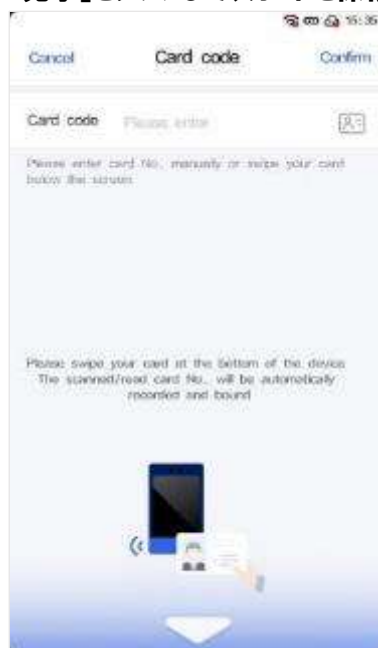 15:35
Cancel Card code Confirm
Card code Please enter
Please enter card No., manually or swipe your card
below the screen
Please swipe your card at the bottom of the device
The scanned/read card No., will be automatically
recorded and bound